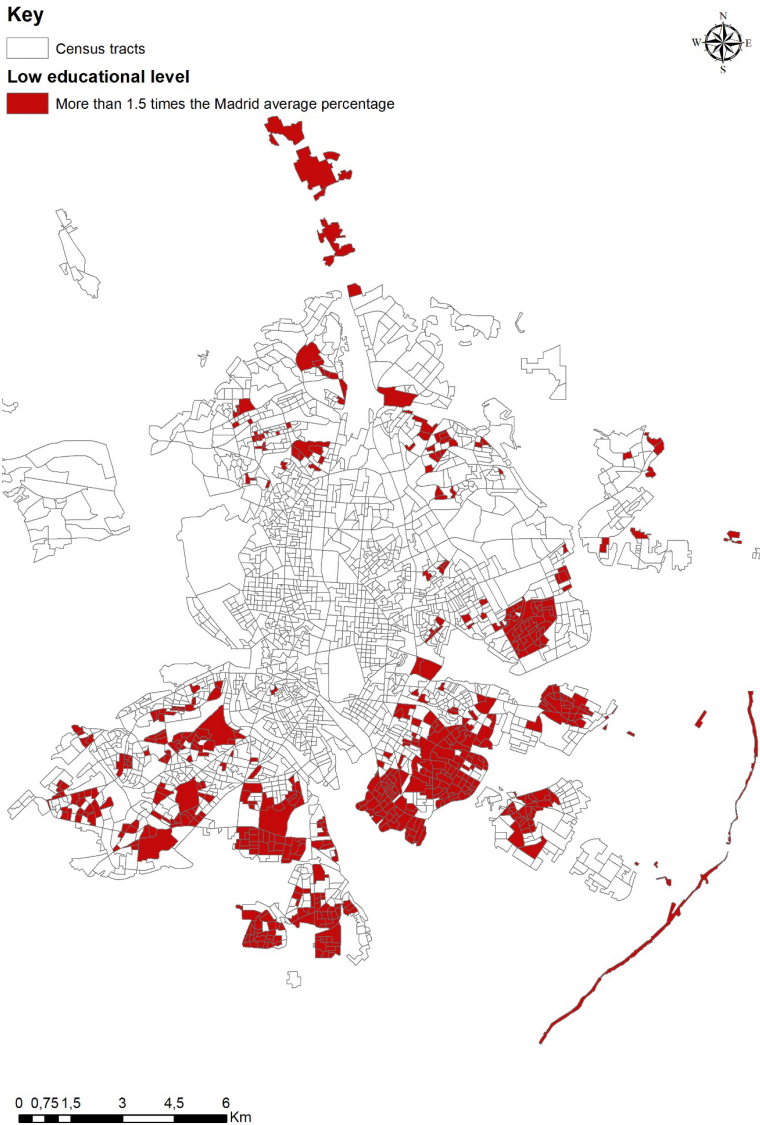 Key
Census tracts
Low educational level
More than 1.5 times the Madrid average percentage
N
W E
S
0 0,75 1,5 3 4,5 6
Km